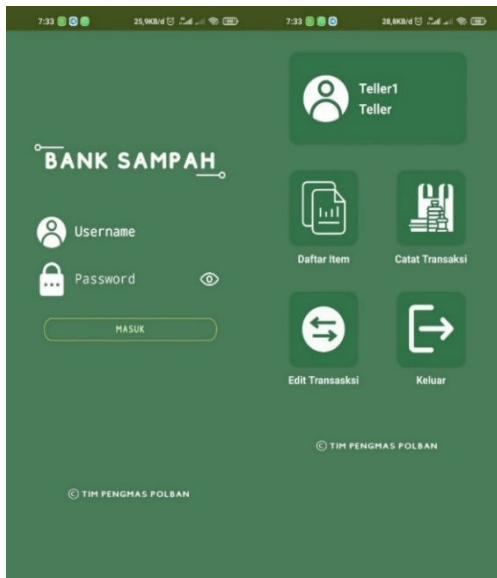 7:33
25,9KB/d
BANK SAMPAH
Username
Password
MASUK
© TIM PENGMAS POLBAN
7:33
28,8KB/d
Teller1
Teller
Daftar Item
Catat Transaksi
Edit Transasksi
Keluar
© TIM PENGMAS POLBAN